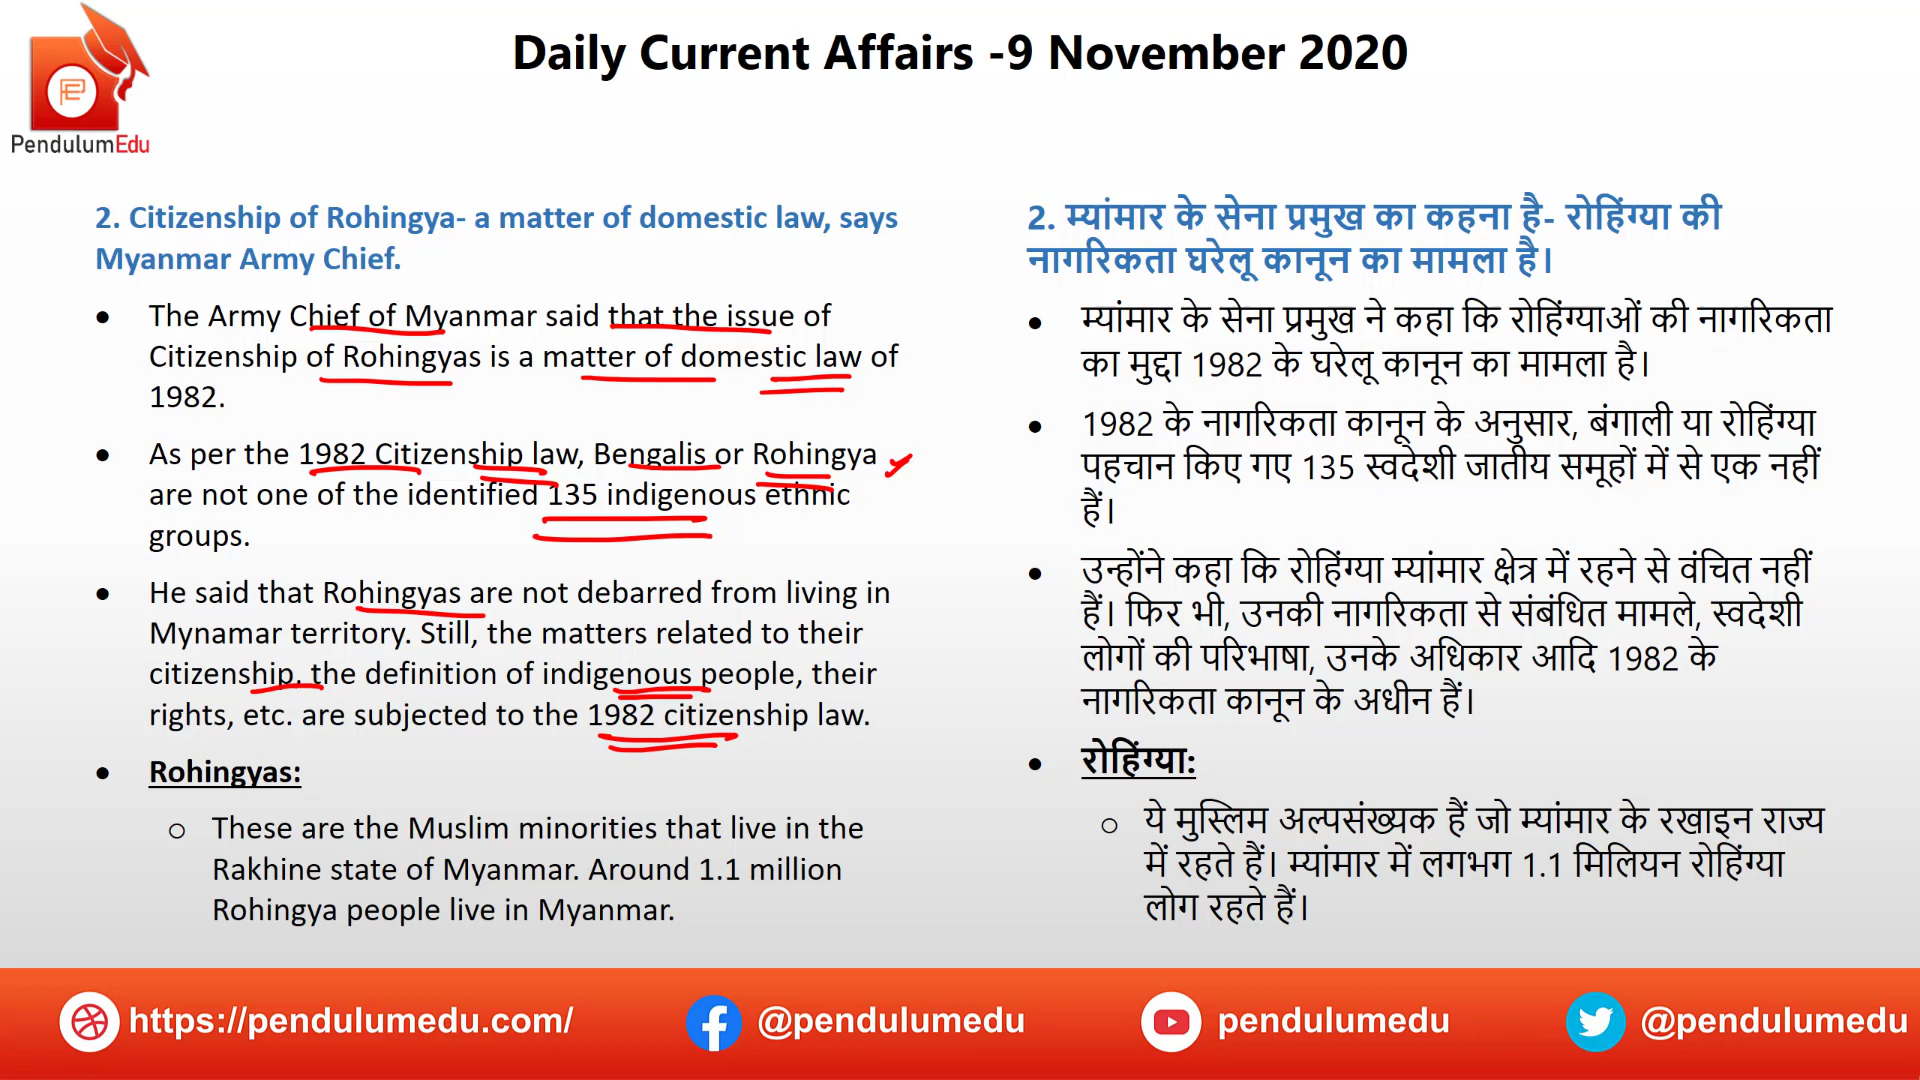 Daily Current Affairs -9 November 2020
PendulumEdu
2. Citizenship of Rohingya- a matter of domestic law, says
Myanmar Army Chief.
• The Army Chief of Myanmar said that the issue of
Citizenship of Rohingyas is a matter of domestic law of
1982.
• As per the 1982 Citizenship law, Bengalis or Rohingya
are not one of the identified 135 indigenous ethnic
groups.
• He said that Rohingyas are not debarred from living in
Mynamar territory. Still, the matters related to their
citizenship, the definition of indigenous people, their
rights, etc. are subjected to the 1982 citizenship law.
• Rohingyas:
o These are the Muslim minorities that live in the
Rakhine state of Myanmar. Around 1.1 million
Rohingya people live in Myanmar.
2. म्यांमार के सेना प्रमुख का कहना है- रोहिंग्या की
नागरिकता घरेलू कानून का मामला है।
• म्यांमार के सेना प्रमुख ने कहा कि रोहिंग्याओं की नागरिकता
का मुद्दा 1982 के घरेलू कानून का मामला है।
• 1982 के नागरिकता कानून के अनुसार, बंगाली या रोहिंग्या
पहचान किए गए 135 स्वदेशी जातीय समूहों में से एक नहीं
हैं।
• उन्होंने कहा कि रोहिंग्या म्यांमार क्षेत्र में रहने से वंचित नहीं
हैं। फिर भी, उनकी नागरिकता से संबंधित मामले, स्वदेशी
लोगों की परिभाषा, उनके अधिकार आदि 1982 के
नागरिकता कानून के अधीन हैं।
• रोहिंग्या:
o ये मुस्लिम अल्पसंख्यक हैं जो म्यांमार के रखाइन राज्य
में रहते हैं। म्यांमार में लगभग 1.1 मिलियन रोहिंग्या
लोग रहते हैं।
https://pendulumedu.com/
@pendulumedu
pendulumedu
@pendulumedu